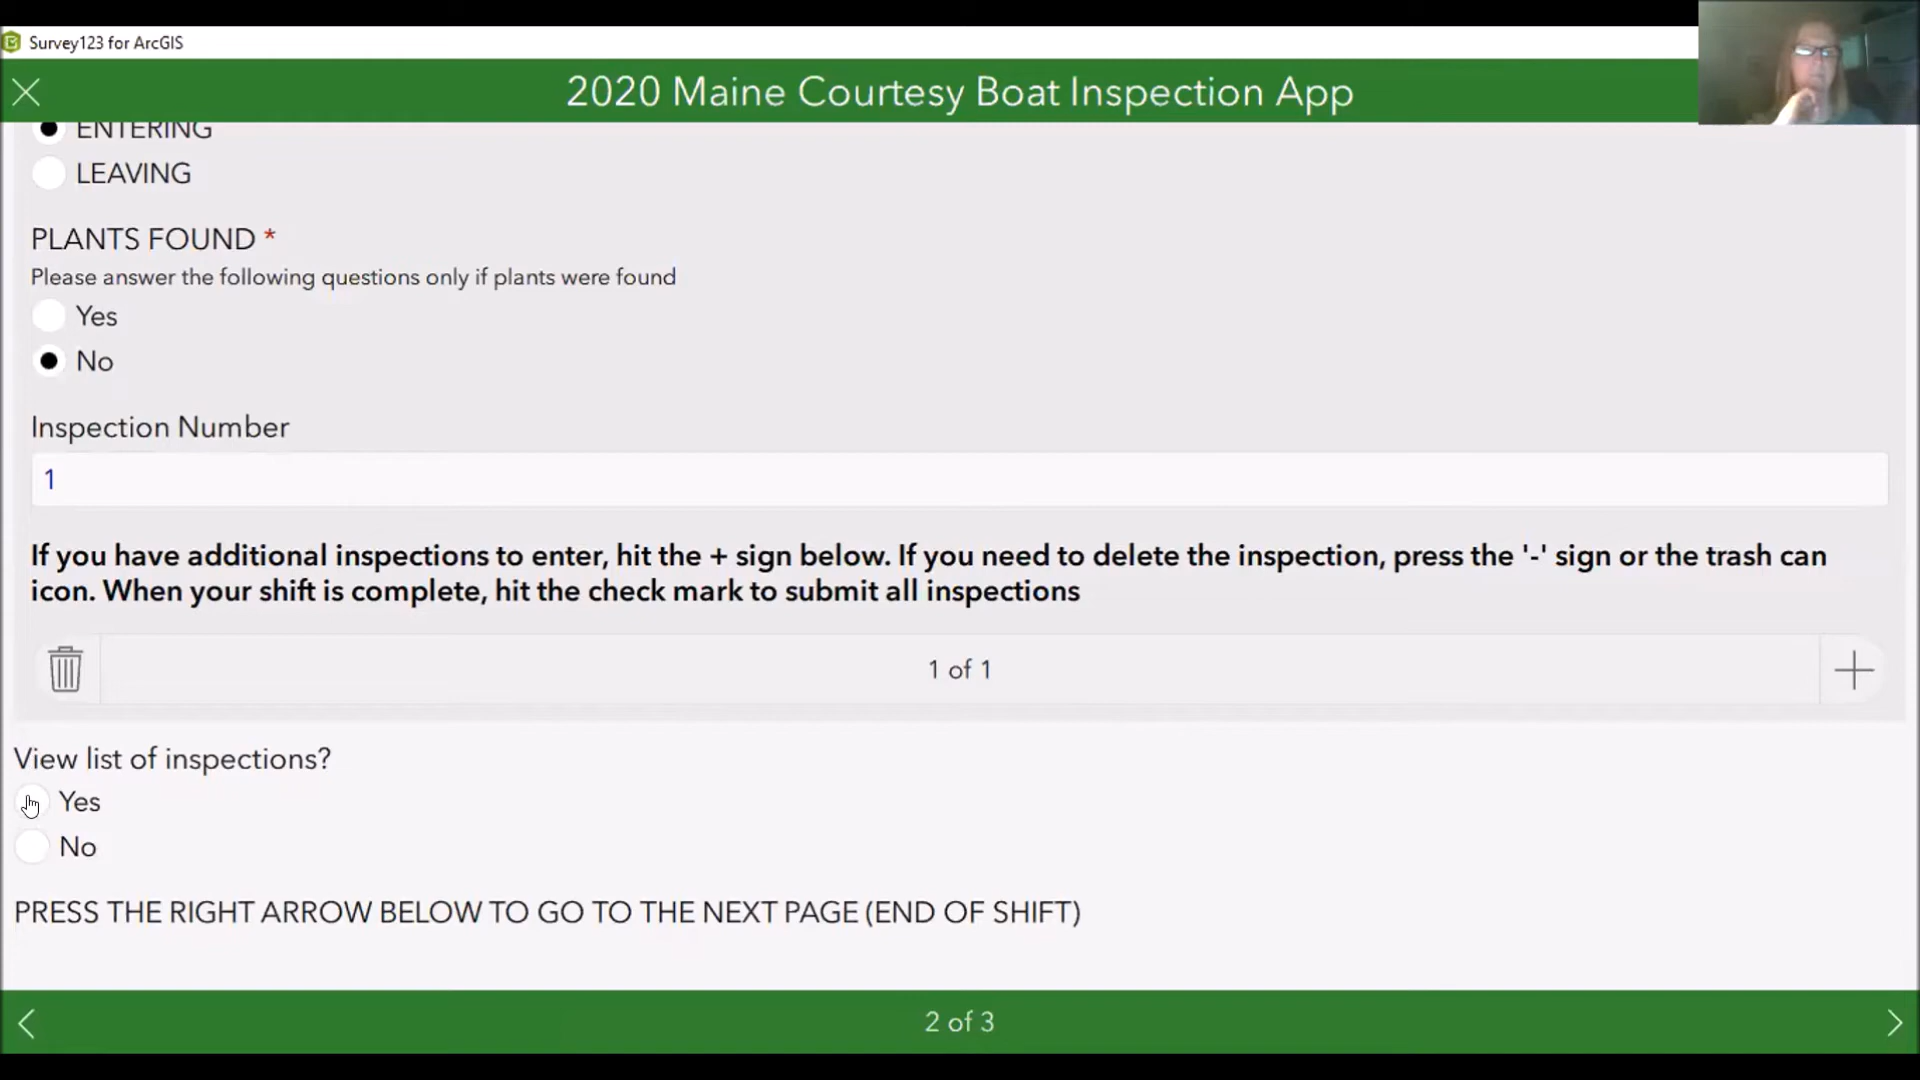 Survey123 for ArcGIS
2020 Maine Courtesy Boat Inspection App
ENTERING
LEAVING
PLANTS FOUND *
Please answer the following questions only if plants were found
Yes
No
Inspection Number
1
If you have additional inspections to enter, hit the + sign below. If you need to delete the inspection, press the '-' sign or the trash can
icon. When your shift is complete, hit the check mark to submit all inspections
1 of 1
View list of inspections?
Yes
No
PRESS THE RIGHT ARROW BELOW TO GO TO THE NEXT PAGE (END OF SHIFT)
2 of 3